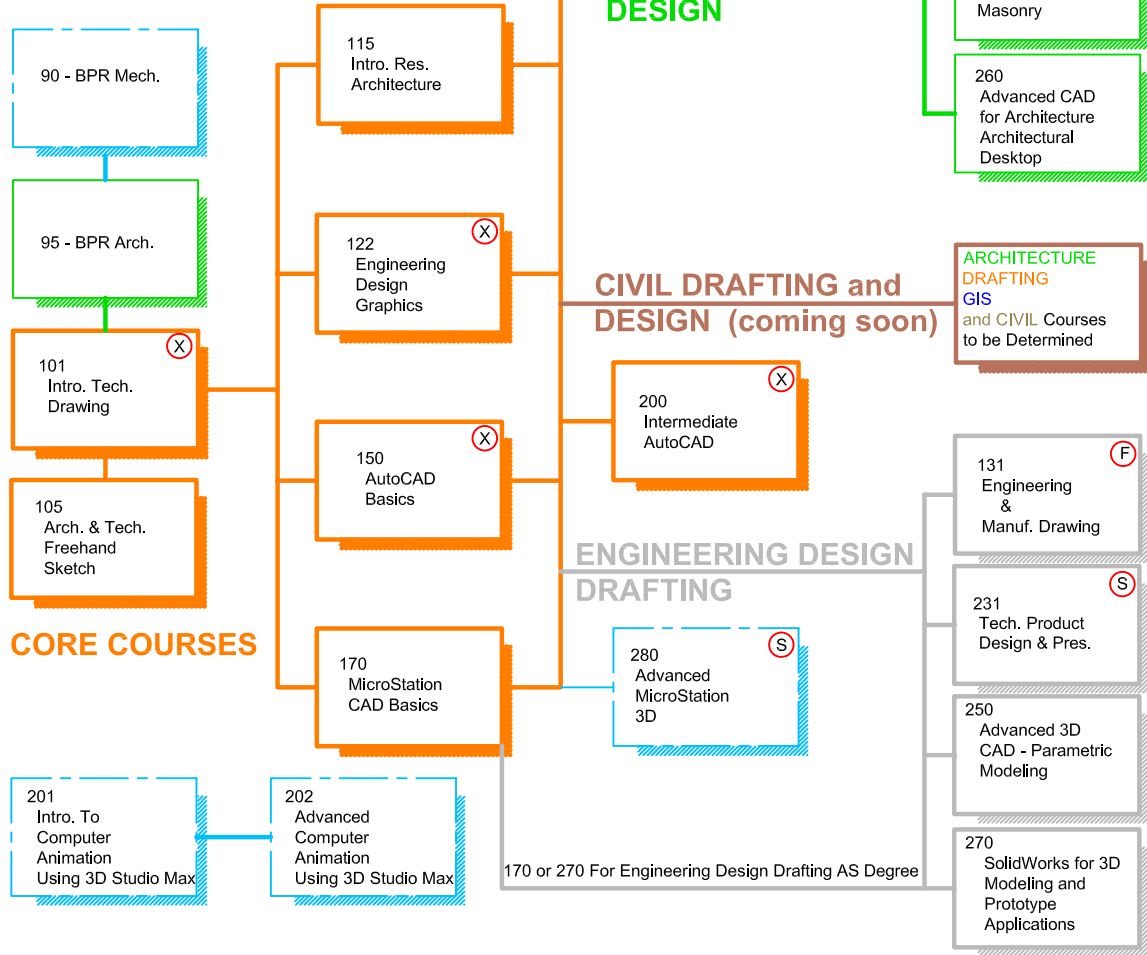 DESIGN
Masonry
115
Intro. Res.
Architecture
90 - BPR Mech.
260
Advanced CAD
for Architecture
Architectural
Desktop
95 - BPR Arch.
122
Engineering
Design
Graphics
X
CIVIL DRAFTING and
DESIGN (coming soon)
ARCHITECTURE
DRAFTING
GIS
and CIVIL Courses
to be Determined
101
Intro. Tech.
Drawing
X
200
Intermediate
AutoCAD
X
150
AutoCAD
Basics
X
131
Engineering
&
Manuf. Drawing
F
105
Arch. & Tech.
Freehand
Sketch
ENGINEERING DESIGN
DRAFTING
231
Tech. Product
Design & Pres.
S
CORE COURSES
170
MicroStation
CAD Basics
280
Advanced
MicroStation
3D
S
250
Advanced 3D
CAD - Parametric
Modeling
201
Intro. To
Computer
Animation
Using 3D Studio Max
202
Advanced
Computer
Animation
Using 3D Studio Max
170 or 270 For Engineering Design Drafting AS Degree
270
SolidWorks for 3D
Modeling and
Prototype
Applications